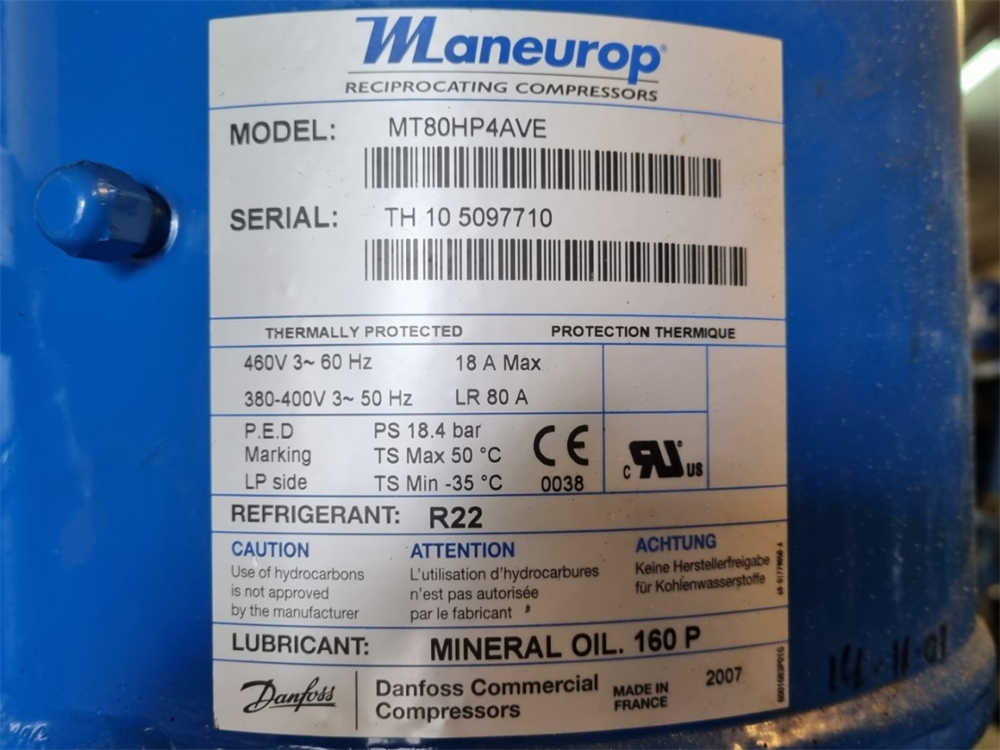 Maneurop®
RECIPROCATING COMPRESSORS
MODEL: MT80HP4AVE
SERIAL: TH 10 5097710
THERMALLY PROTECTED PROTECTION THERMIQUE
460V 3~ 60 Hz 18 A Max
380-400V 3~ 50 Hz LR 80 A
P.E.D PS 18.4 bar
Marking TS Max 50 °C
LP side TS Min -35 °C
CE
0038
c RU® US
REFRIGERANT: R22
CAUTION
Use of hydrocarbons
is not approved
by the manufacturer
ATTENTION
L'utilisation d'hydrocarbures
n'est pas autorisée
par le fabricant
ACHTUNG
Keine Herstellerfreigabe
für Kohlenwasserstoffe
LUBRICANT: MINERAL OIL. 160 P
Danfoss
Danfoss Commercial
Compressors
MADE IN
FRANCE
2007